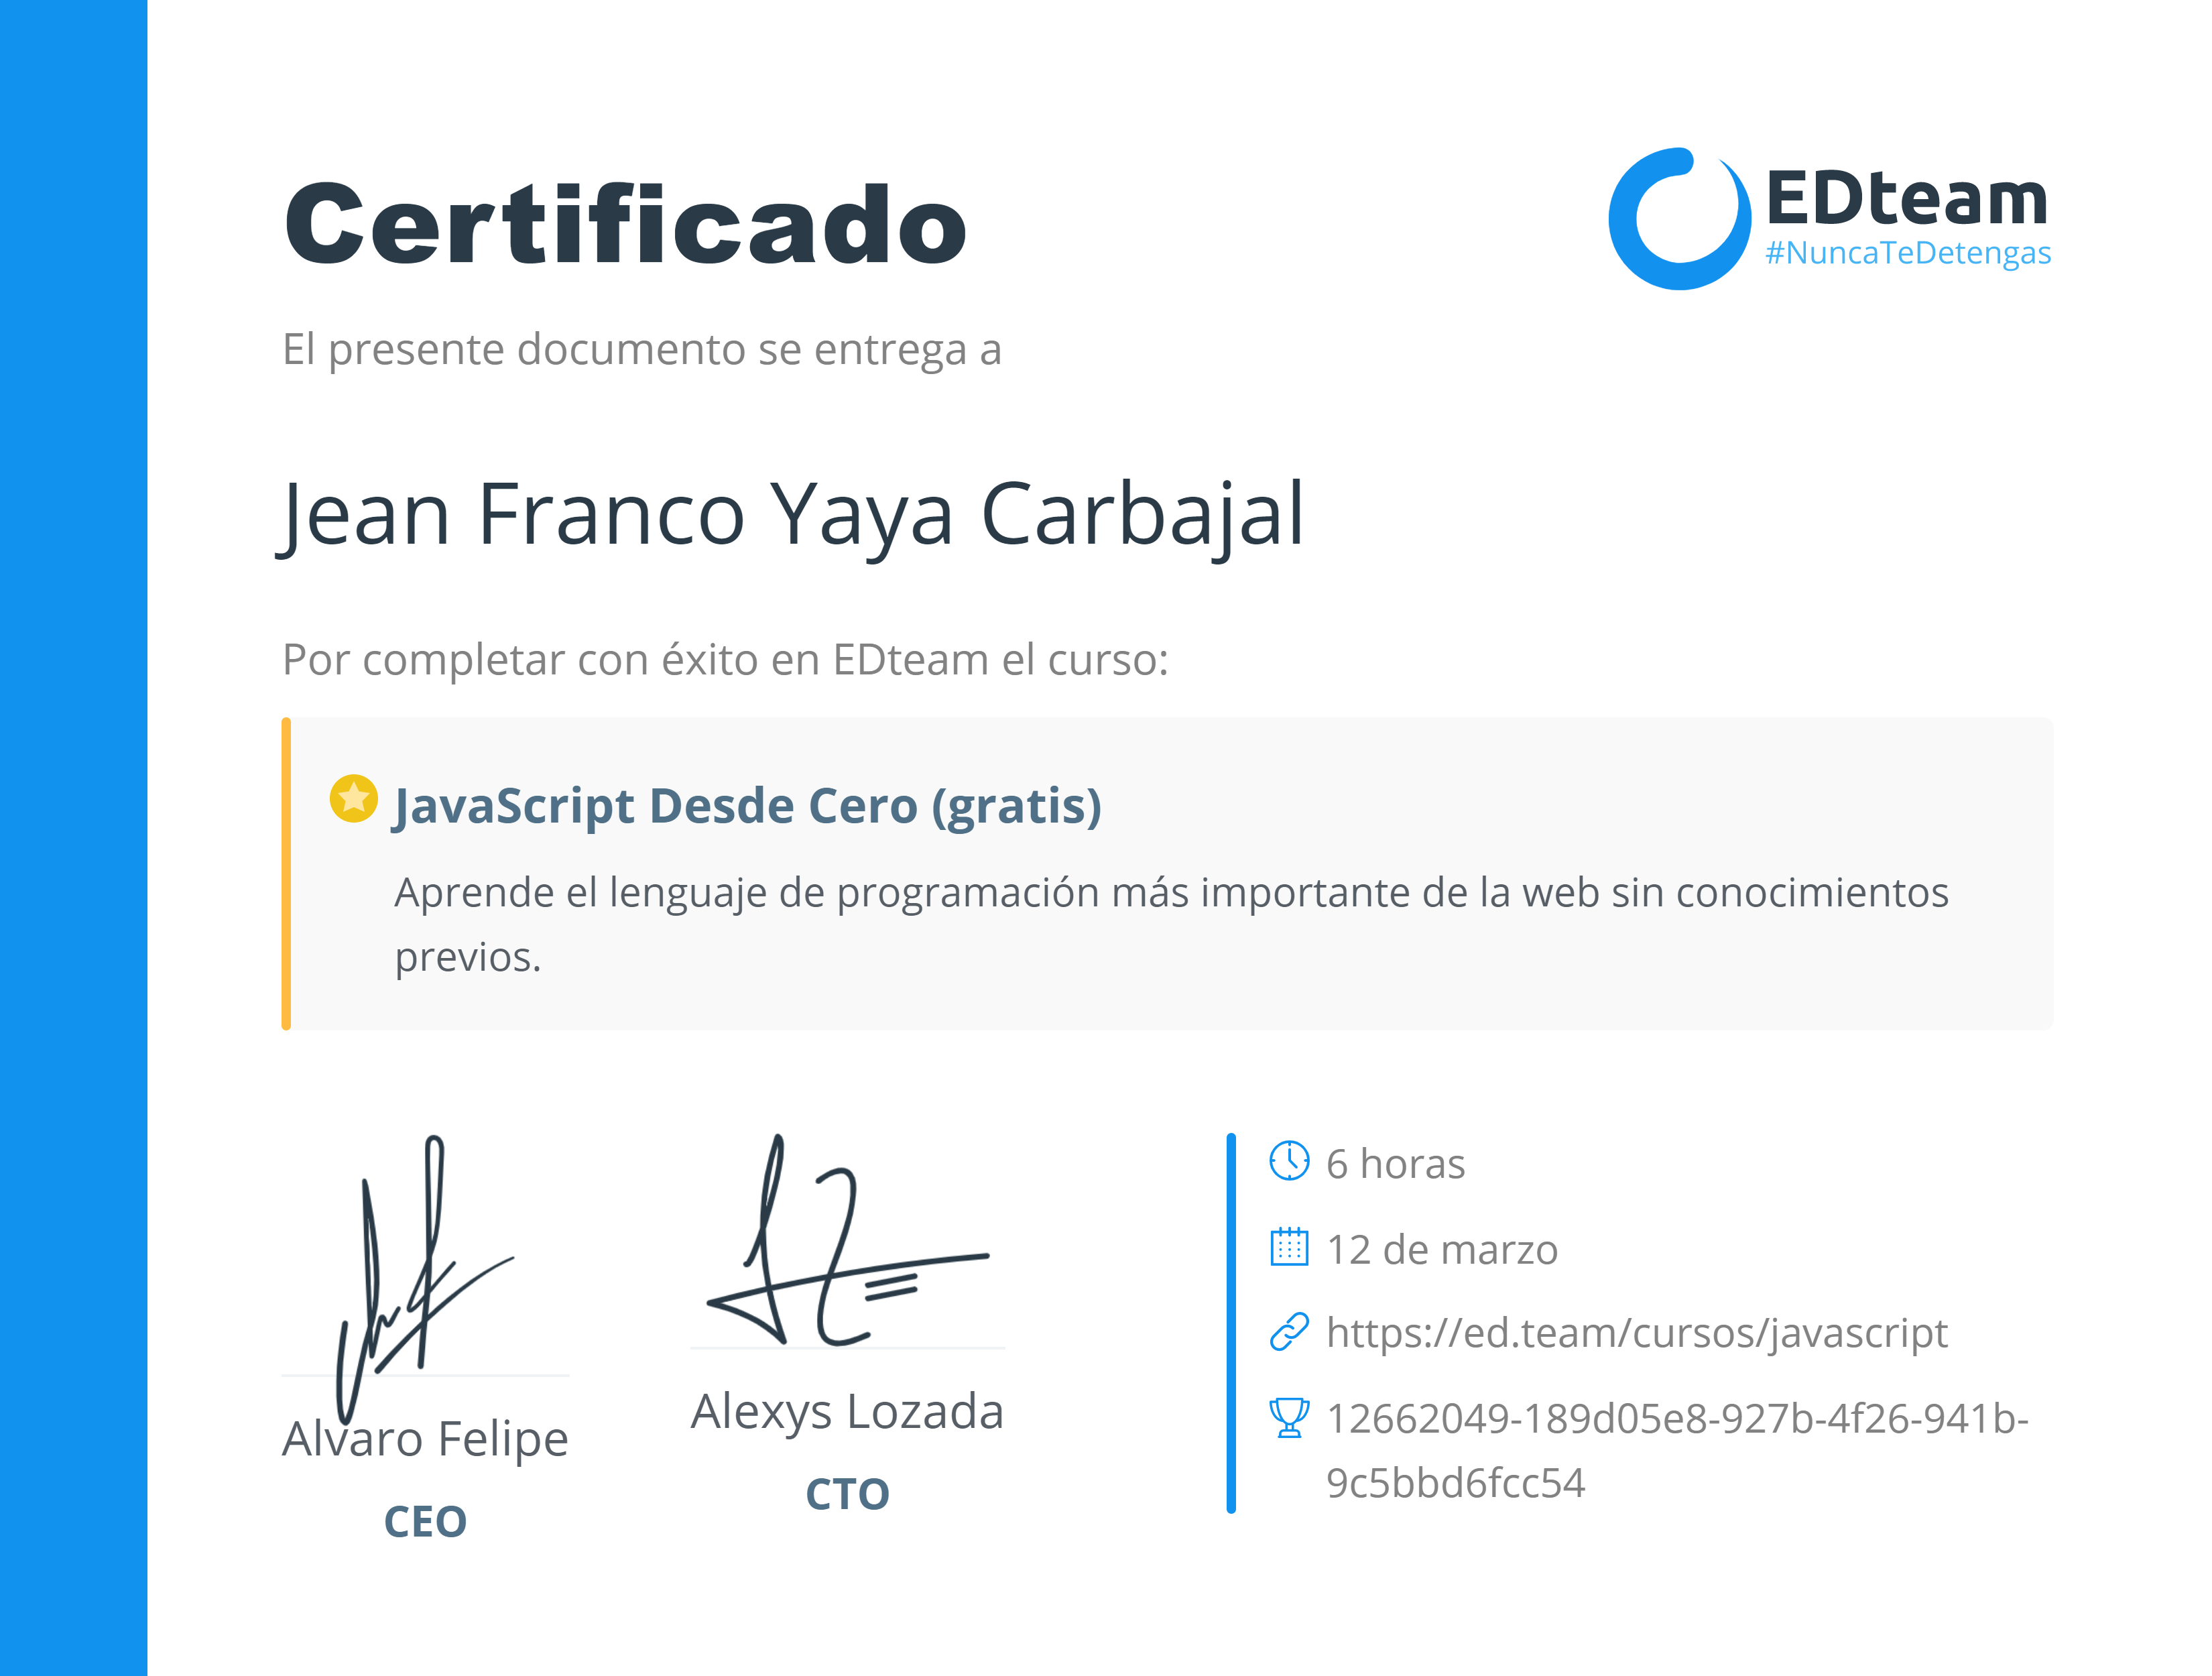 Certificado
EDteam
#NuncaTeDetengas
El presente documento se entrega a
Jean Franco Yaya Carbajal
Por completar con éxito en EDteam el curso:
JavaScript Desde Cero (gratis)
Aprende el lenguaje de programación más importante de la web sin conocimientos
previos.
Alvaro Felipe
CEO
Alexys Lozada
CTO
6 horas
12 de marzo
https://ed.team/cursos/javascript
12662049-189d05e8-927b-4f26-941b-
9c5bbd6fcc54